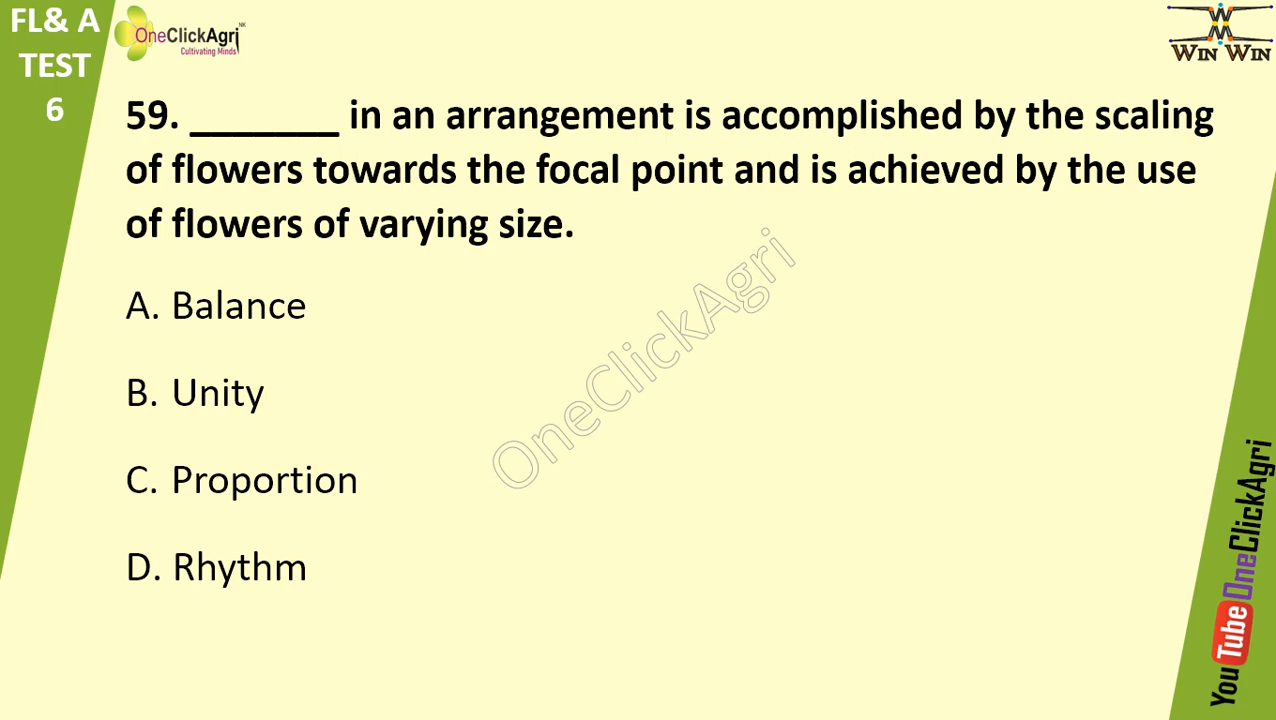 FL& A
TEST
6
OneClickAgri NK
Cultivating Minds
WIN WIN
59. _______ in an arrangement is accomplished by the scaling
of flowers towards the focal point and is achieved by the use
of flowers of varying size.
A. Balance
B. Unity
C. Proportion
D. Rhythm
OneClickAgri
YouTube OneClickAgri